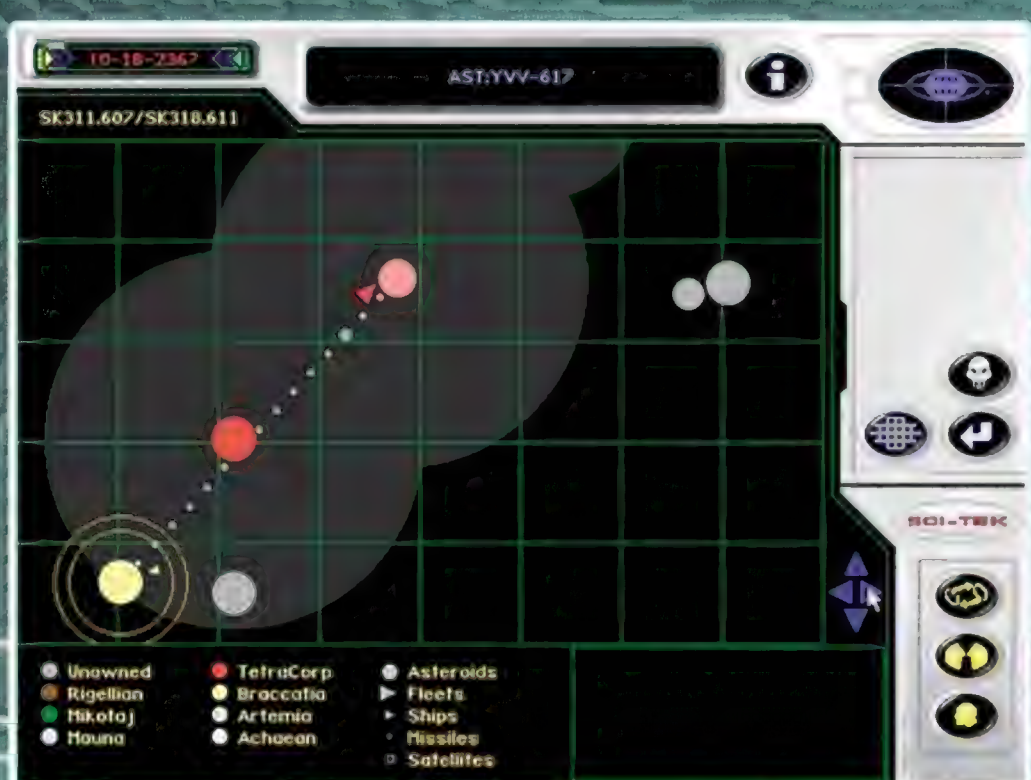 10-18-2367
AST:YVV-617
i
SK311.607/SK318.611
SCI-TEK
Unowned
TetraCorp
Asteroids
Rigellian
Braccatia
Fleets
Mikotaj
Artemia
Ships
Mauna
Achaean
Missiles
Satellites